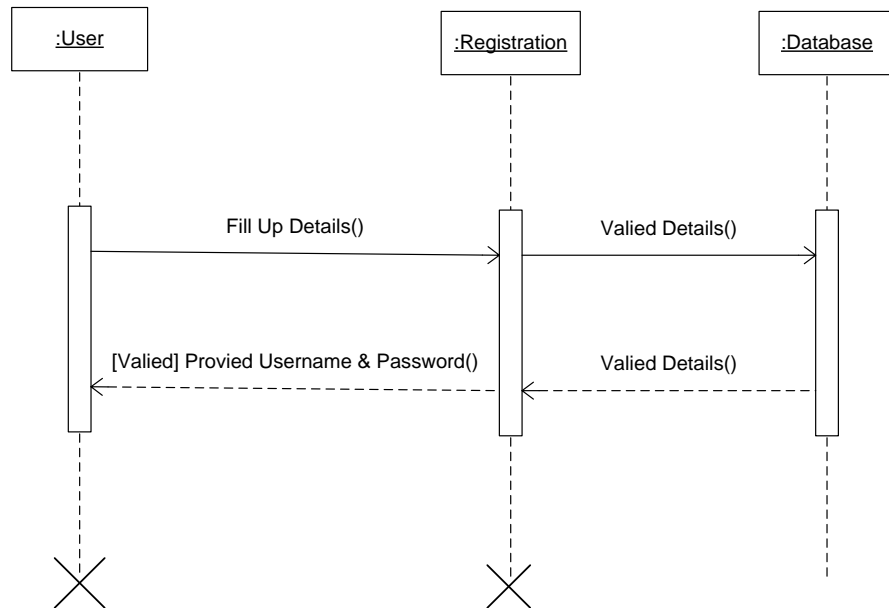 :User
:Registration
:Database
Fill Up Details()
Valied Details()
[Valied] Provied Username & Password()
Valied Details()